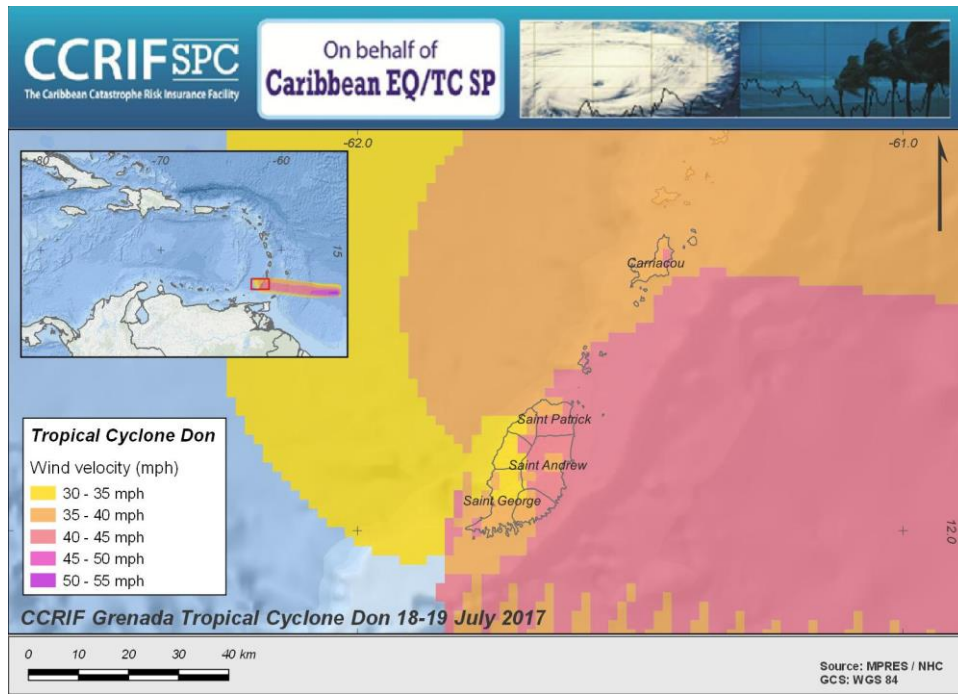 CCRIF SPC
The Caribbean Catastrophe Risk Insurance Facility
On behalf of
Caribbean EQ/TC SP
-62.0
-61.0
-80
-70
-60
15
Carriacou
Saint Patrick
Saint Andrew
Saint George
12.0
Tropical Cyclone Don
Wind velocity (mph)
30 - 35 mph
35 - 40 mph
40 - 45 mph
45 - 50 mph
50 - 55 mph
CCRIF Grenada Tropical Cyclone Don 18-19 July 2017
0 10 20 30 40 km
Source: MPRES / NHC
GCS: WGS 84